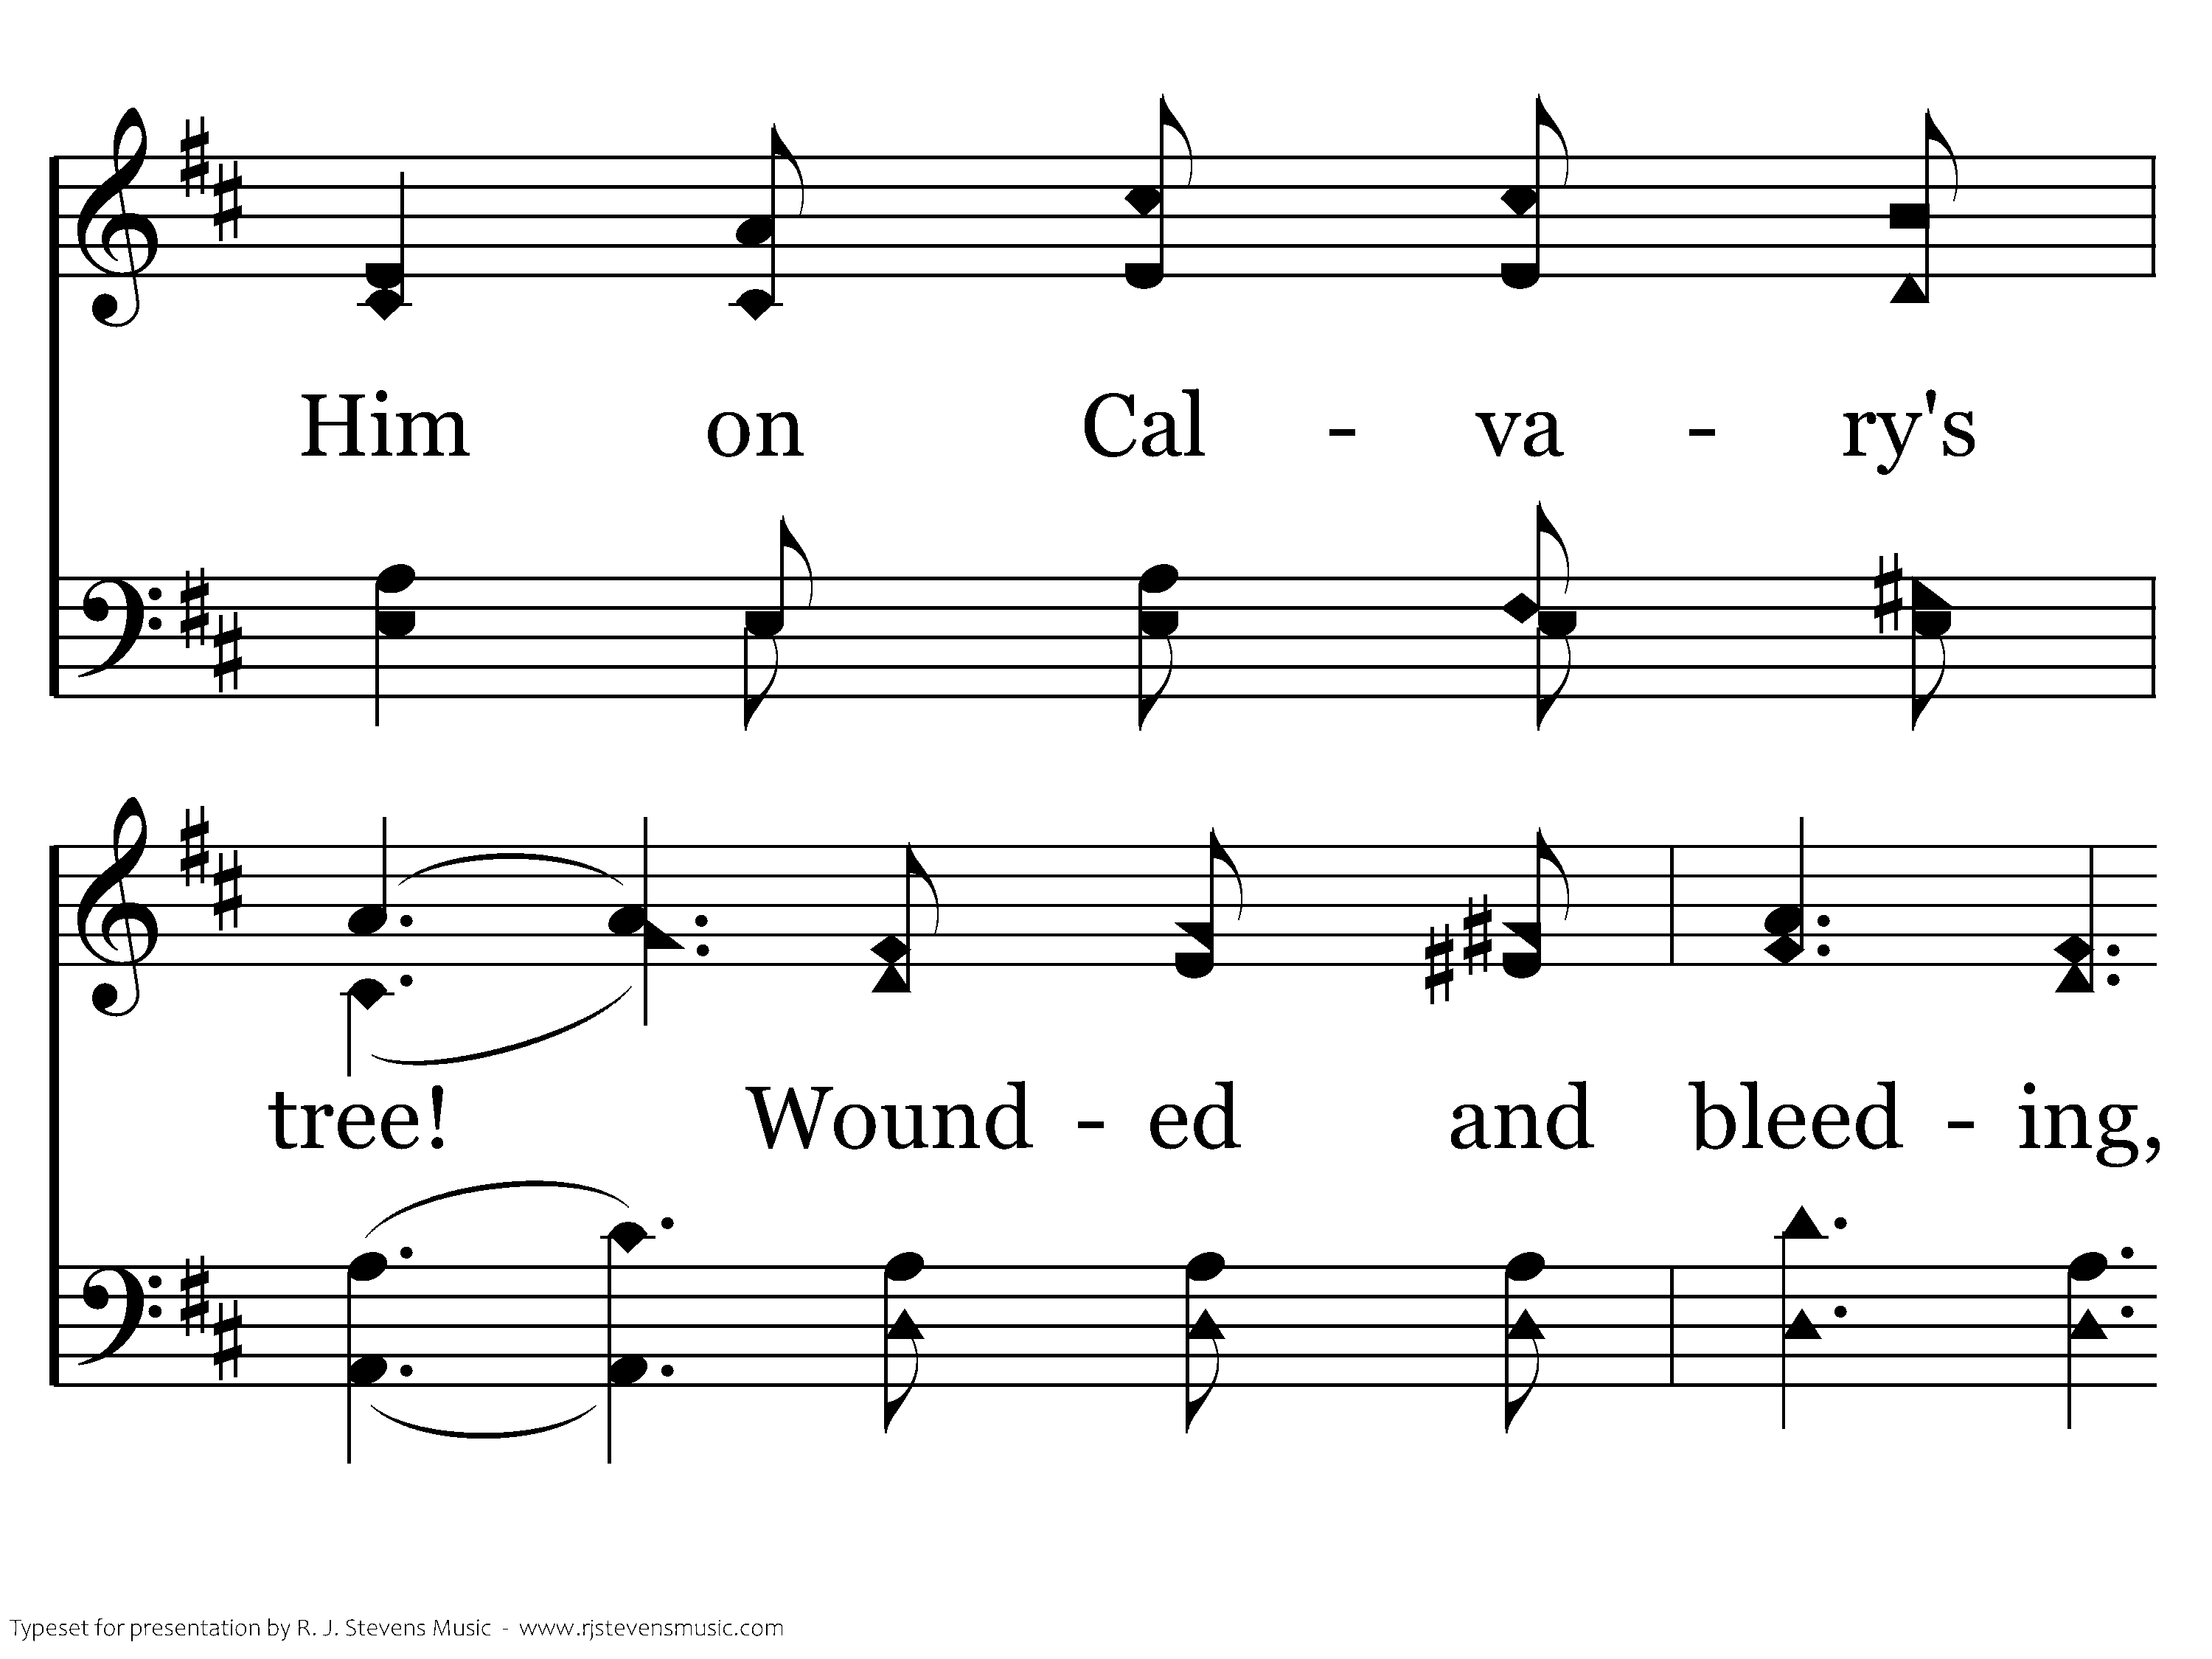 Him on Cal - va - ry's
tree! Wound - ed and bleed - ing,
Typeset for presentation by R. J. Stevens Music - www.rjstevensmusic.com